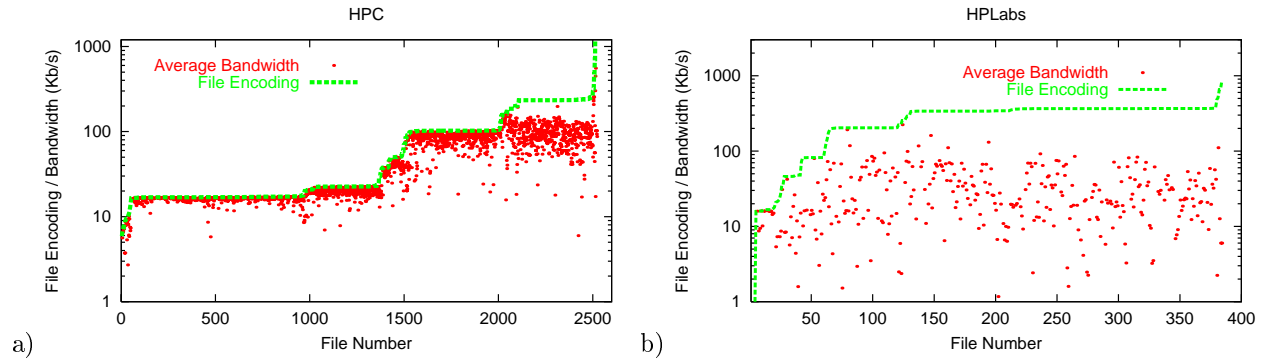 HPC
File Encoding / Bandwidth (Kb/s)
1000
100
10
1
Average Bandwidth
File Encoding
0 500 1000 1500 2000 2500
File Number
a)
HPLabs
File Encoding / Bandwidth (Kb/s)
1000
100
10
1
Average Bandwidth
File Encoding
50 100 150 200 250 300 350 400
File Number
b)